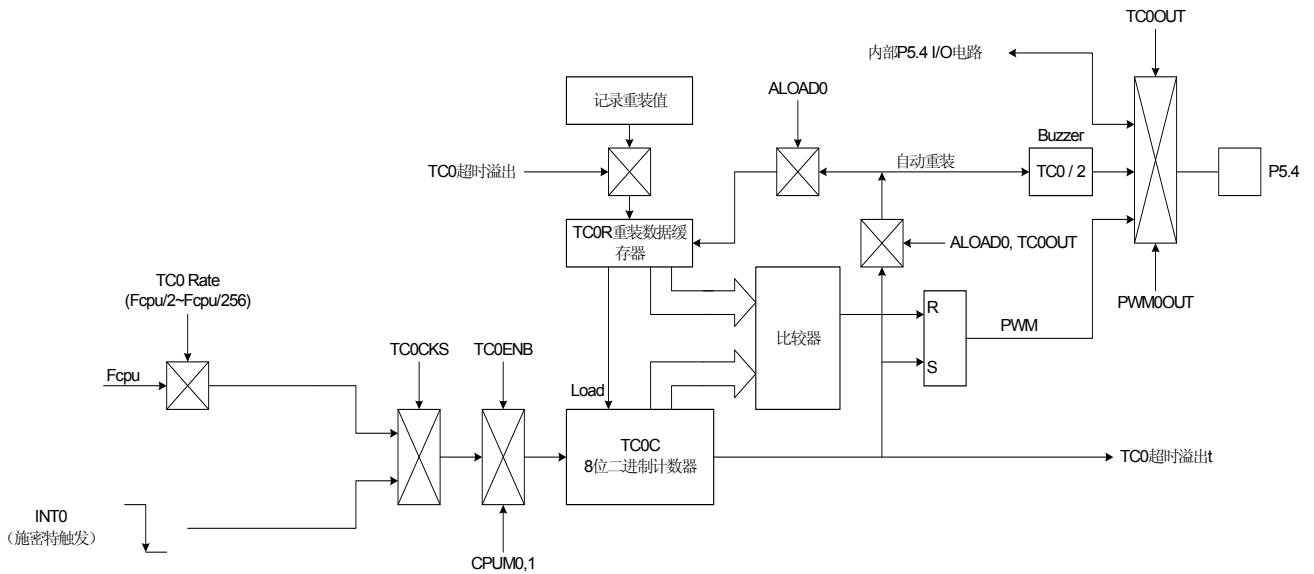 TC0OUT
内部P5.4 I/O电路
记录重装值
ALOAD0
Buzzer
TC0超时溢出
自动重装
TC0 / 2
P5.4
TC0R重装数据缓
存器
ALOAD0, TC0OUT
TC0 Rate
(Fcpu/2~Fcpu/256)
PWM0OUT
R
PWM
比较器
TC0CKS
TC0ENB
S
Fcpu
Load
TC0C
8位二进制计数器
TC0超时溢出t
INT0
（施密特触发）
CPUM0,1